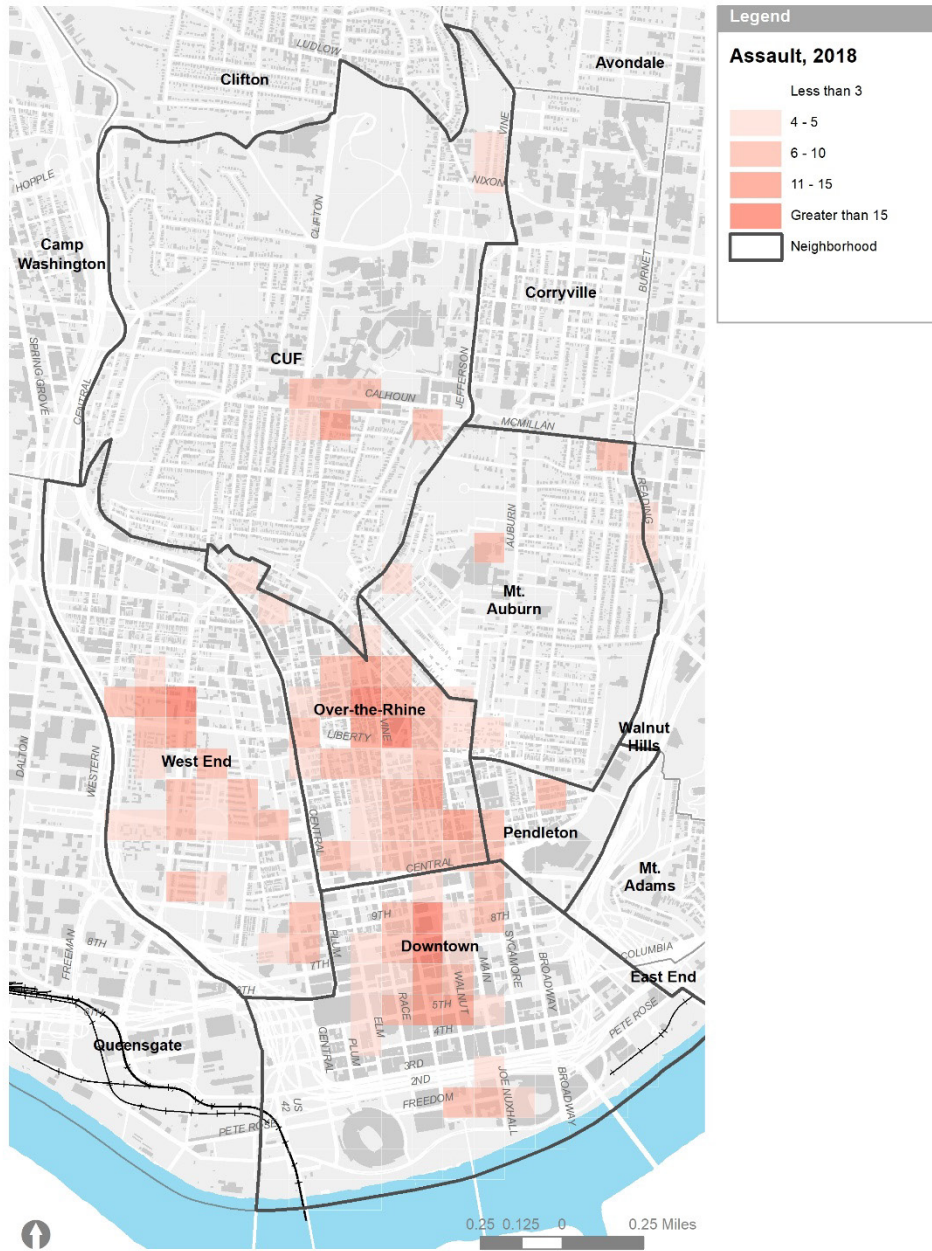 Legend
Assault, 2018
Less than 3
4 - 5
6 - 10
11 - 15
Greater than 15
Neighborhood
LUDLOW
Clifton
Avondale
VINE
HOPPLE
NIXON
CLIFTON
Camp
Washington
BURNET
Corryville
SPRING GROVE
CENTRAL
CUF
JEFFERSON
CALHOUN
MCMILLAN
READING
AUBURN
Mt.
Auburn
Over-the-Rhine
VINE
LIBERTY
Walnut
Hills
DALTON
WESTERN
West End
CENTRAL
Pendleton
CENTRAL
Mt.
Adams
9TH
8TH
FREEMAN
8TH
PLUM
Downtown
SYCAMORE
COLUMBIA
7TH
MAIN
BROADWAY
East End
6TH
WALNUT
RACE
5TH
PETE ROSE
4TH
ELM
Queensgate
CENTRAL
PLUM
3RD
2ND
JOE NUXHALL
BROADWAY
FREEDOM
US
42
PETE ROSE
0.25 0.125 0 0.25 Miles